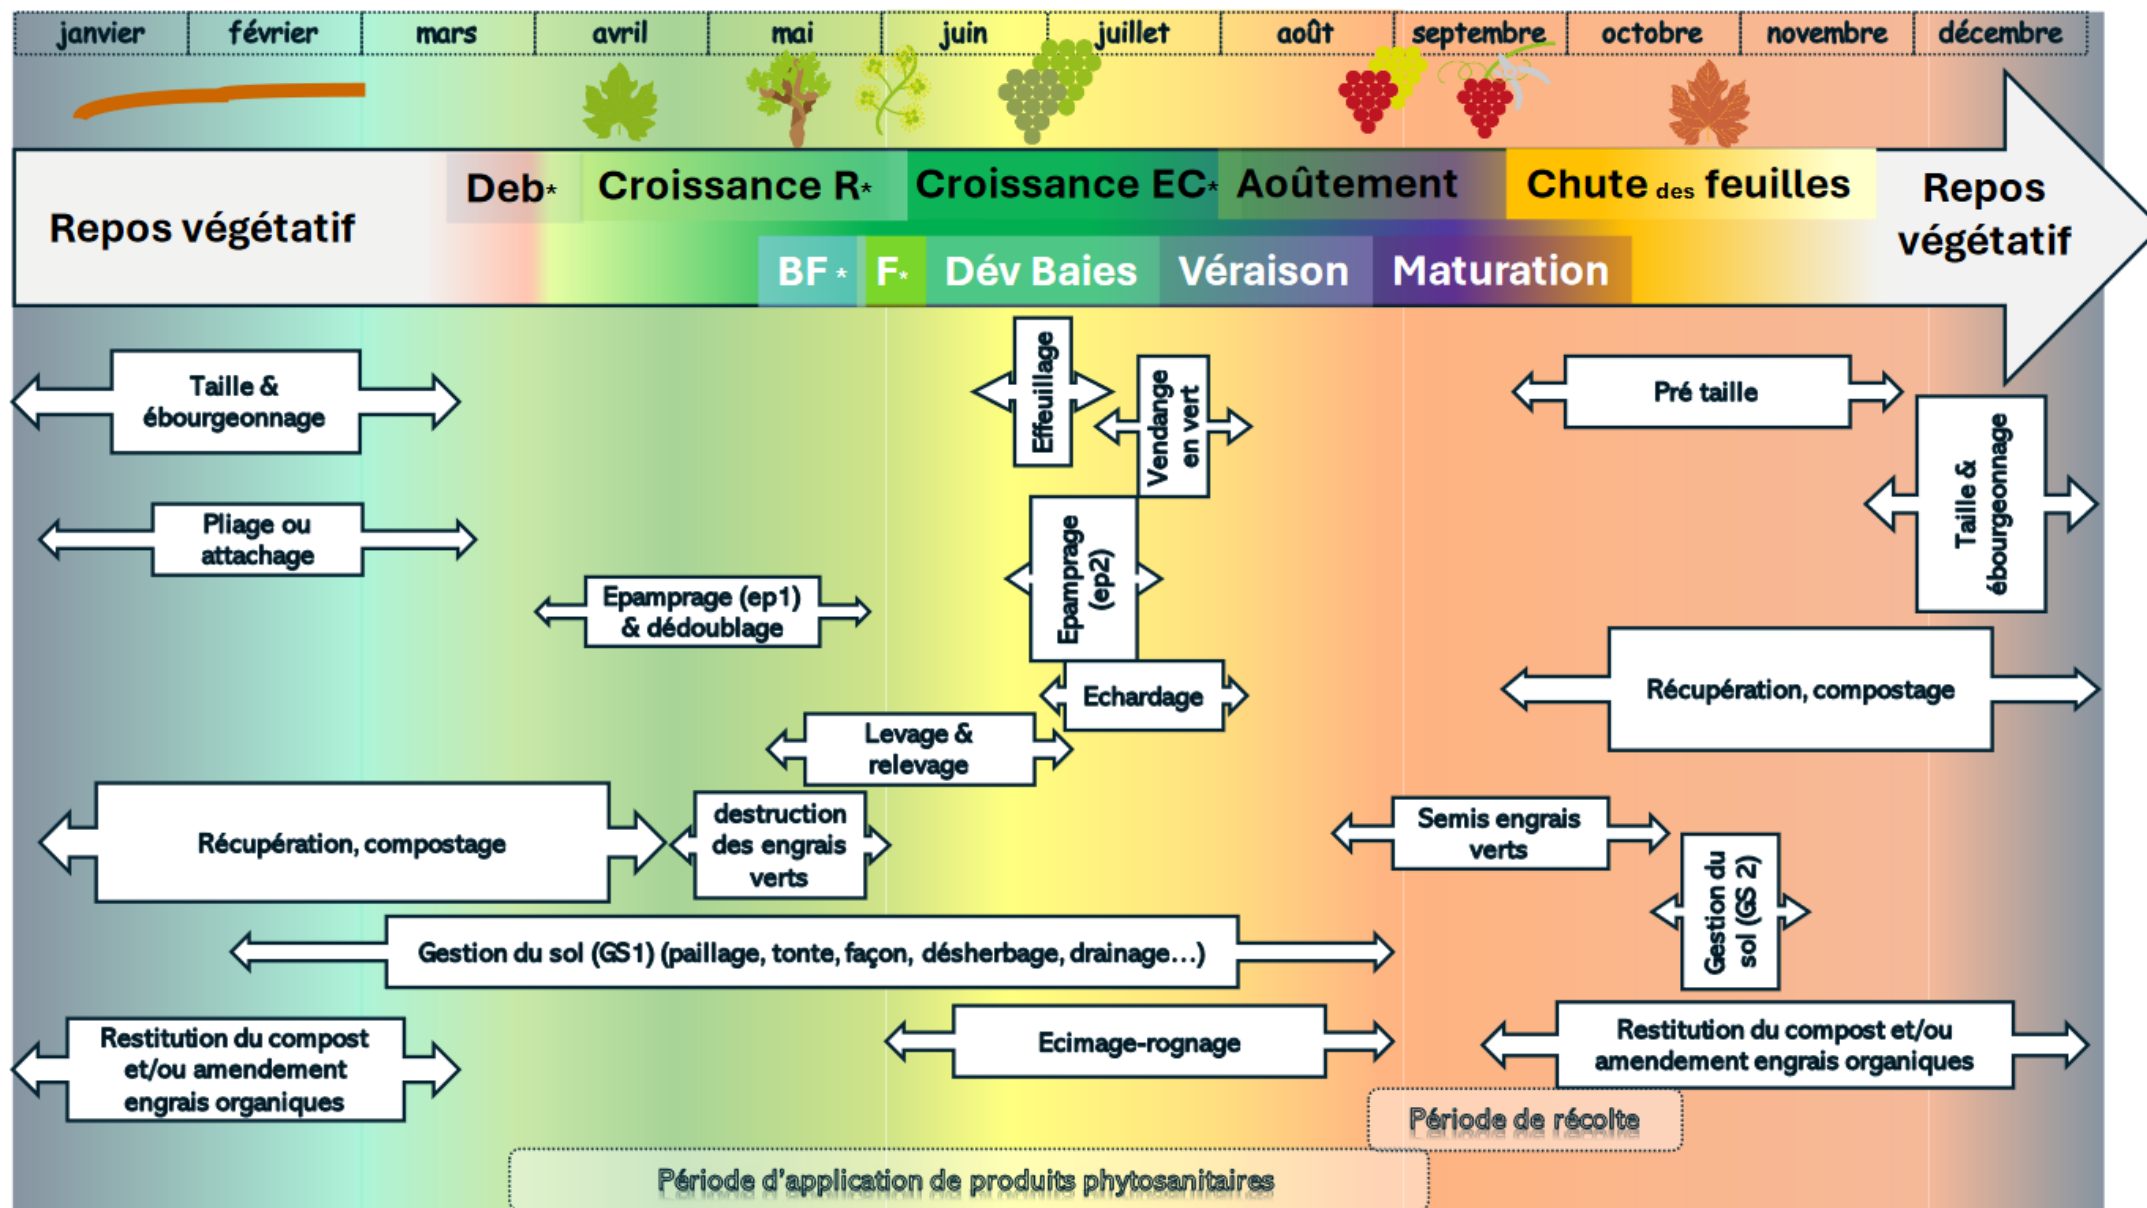 janvier février mars avril mai juin juillet août septembre octobre novembre décembre
Repos végétatif
Deb*
Croissance R*
Croissance EC*
Aoûtement
Chute des feuilles
Repos
végétatif
BF *
F*
Dév Baies
Véraison
Maturation
Taille &
ébourgeonnage
Effeuillage
Vendange
en vert
Pré taille
Taille &
ébourgeonnage
Pliage ou
attachage
Epamprage (ep1)
& dédoublage
Epamprage
(ep2)
Echardage
Récupération, compostage
Levage &
relevage
Récupération, compostage
destruction
des engrais
verts
Semis engrais
verts
Gestion du
sol (GS 2)
Gestion du sol (GS1) (paillage, tonte, façon, désherbage, drainage...)
Restitution du compost
et/ou amendement
engrais organiques
Ecimage-rognage
Restitution du compost et/ou
amendement engrais organiques
Période de récolte
Période d'application de produits phytosanitaires